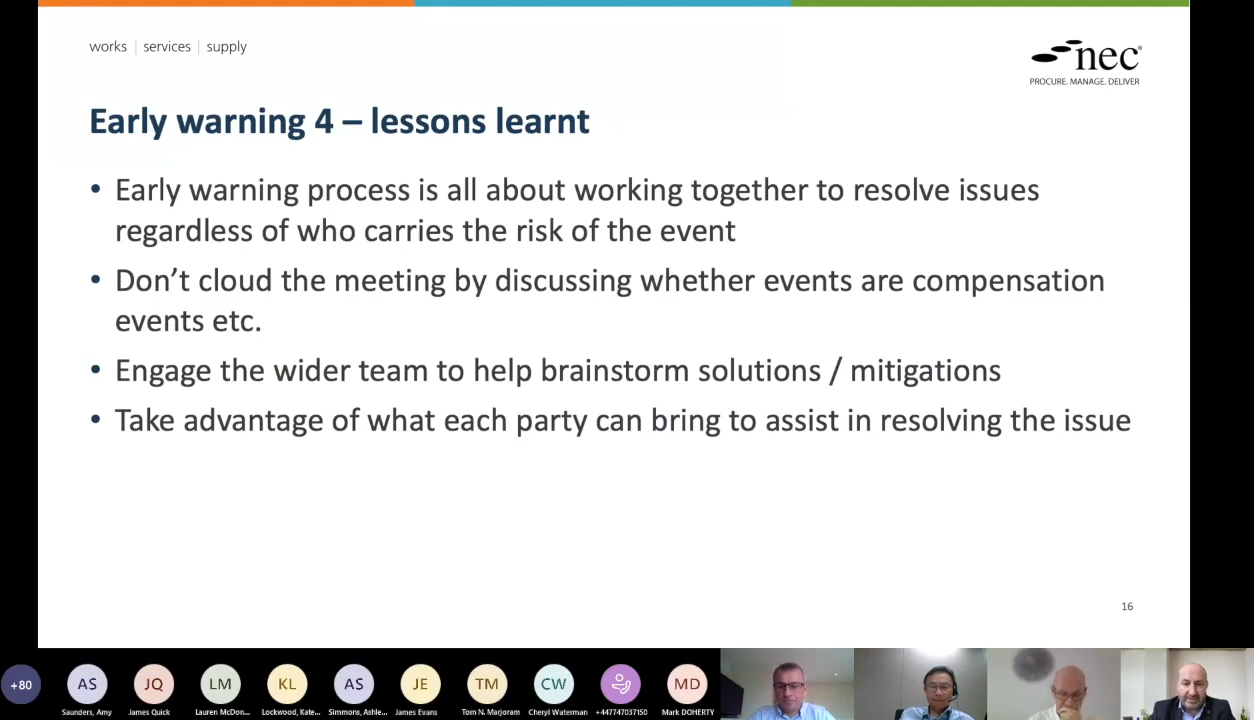 works | services | supply
nec
PROCURE. MANAGE. DELIVER
Early warning 4 – lessons learnt
• Early warning process is all about working together to resolve issues
regardless of who carries the risk of the event
• Don’t cloud the meeting by discussing whether events are compensation
events etc.
• Engage the wider team to help brainstorm solutions / mitigations
• Take advantage of what each party can bring to assist in resolving the issue
16
+80
AS
JQ
LM
KL
AS
JE
TM
CW
MD
Saunders, Amy
James Quick
Lauren McDon...
Lockwood, Kate...
Simmons, Ashle...
James Evans
Tom N. Marjoram
Cheryl Waterman
+447747037150
Mark DOHERTY